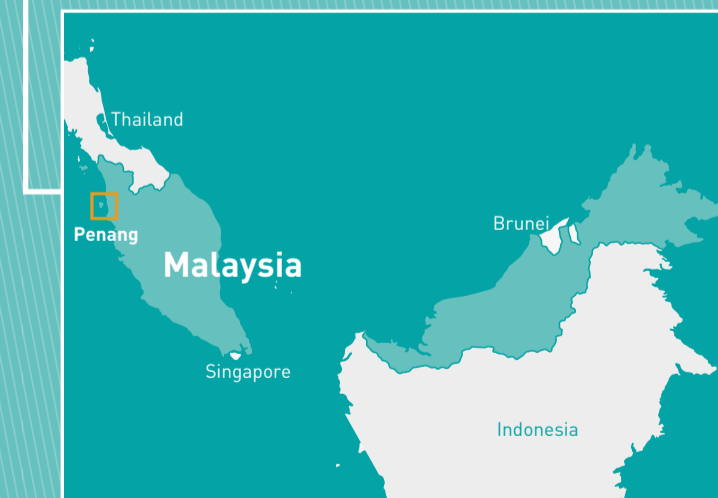 Thailand
Brunei
Penang
Malaysia
Singapore
Indonesia